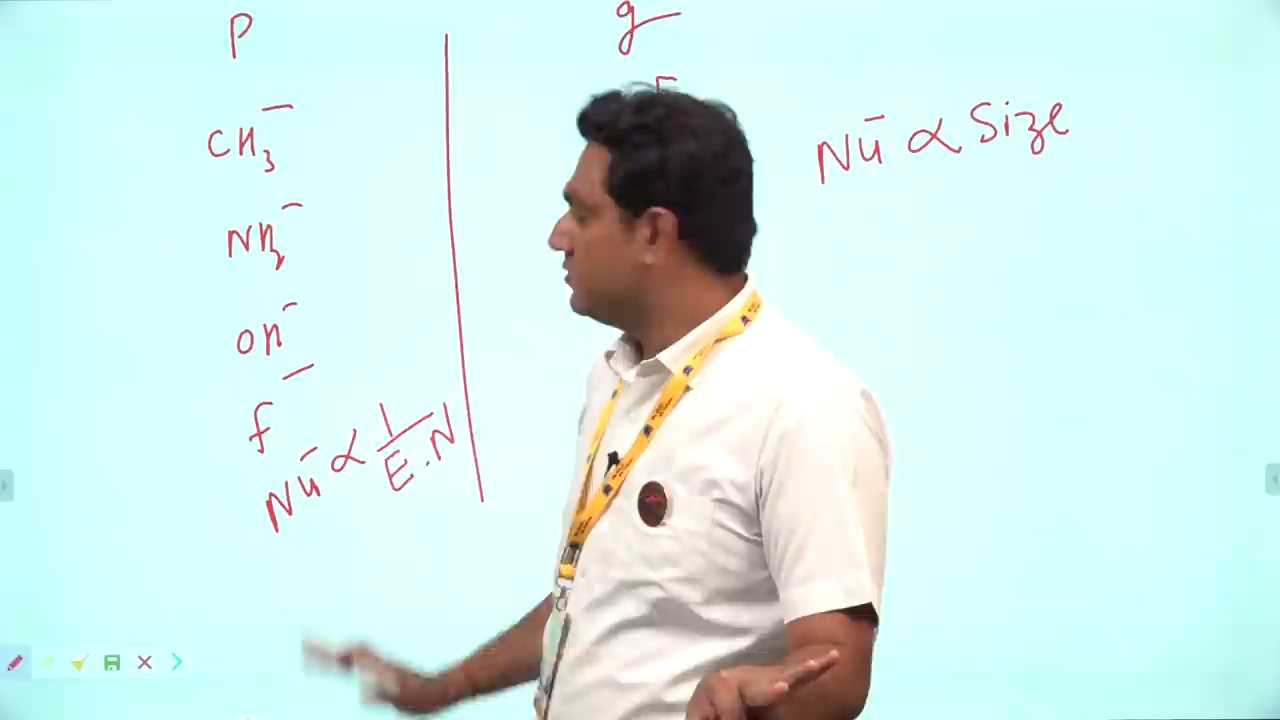 P
CH₃⁻
NH₂⁻
OH⁻
f⁻
Nū ∝ 1/E.N
g
Nū ∝ Size